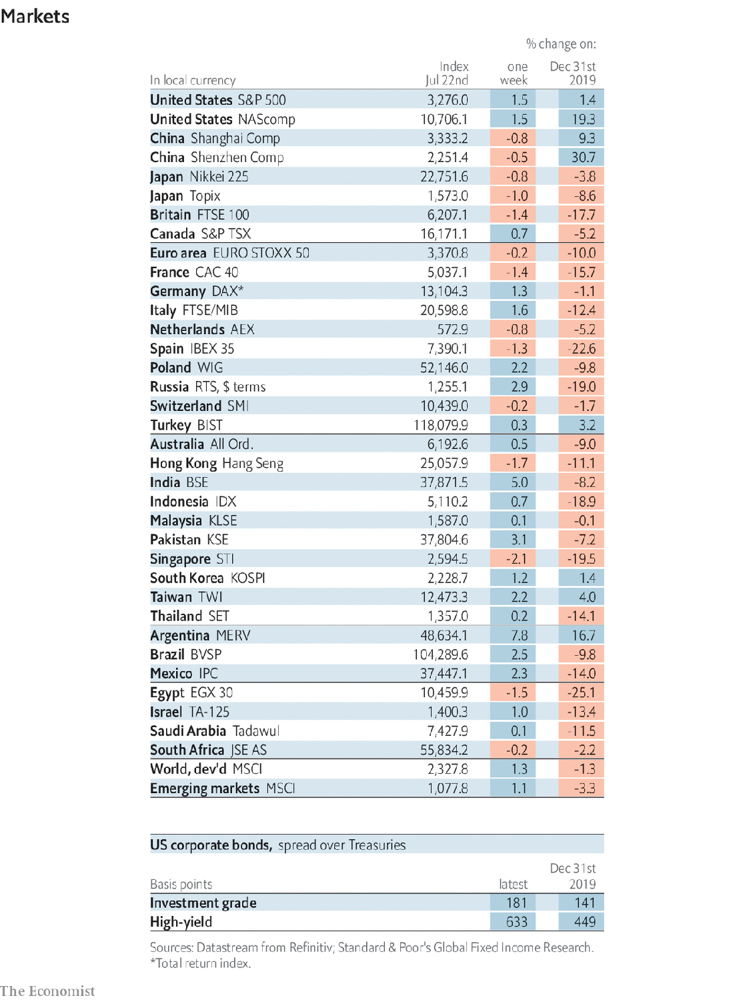 Markets
% change on:
Index one Dec 31st
In local currency Jul 22nd week 2019
United States S&P 500 3,276.0 1.5 1.4
United States NAScomp 10,706.1 1.5 19.3
China Shanghai Comp 3,333.2 -0.8 9.3
China Shenzhen Comp 2,251.4 -0.5 30.7
Japan Nikkei 225 22,751.6 -0.8 -3.8
Japan Topix 1,573.0 -1.0 -8.6
Britain FTSE 100 6,207.1 -1.4 -17.7
Canada S&P TSX 16,171.1 0.7 -5.2
Euro area EURO STOXX 50 3,370.8 -0.2 -10.0
France CAC 40 5,037.1 -1.4 -15.7
Germany DAX* 13,104.3 1.3 -1.1
Italy FTSE/MIB 20,598.8 1.6 -12.4
Netherlands AEX 572.9 -0.8 -5.2
Spain IBEX 35 7,390.1 -1.3 -22.6
Poland WIG 52,146.0 2.2 -9.8
Russia RTS, $ terms 1,255.1 2.9 -19.0
Switzerland SMI 10,439.0 -0.2 -1.7
Turkey BIST 118,079.9 0.3 3.2
Australia All Ord. 6,192.6 0.5 -9.0
Hong Kong Hang Seng 25,057.9 -1.7 -11.1
India BSE 37,871.5 5.0 -8.2
Indonesia IDX 5,110.2 0.7 -18.9
Malaysia KLSE 1,587.0 0.1 -0.1
Pakistan KSE 37,804.6 3.1 -7.2
Singapore STI 2,594.5 -2.1 -19.5
South Korea KOSPI 2,228.7 1.2 1.4
Taiwan TWI 12,473.3 2.2 4.0
Thailand SET 1,357.0 0.2 -14.1
Argentina MERV 48,634.1 7.8 16.7
Brazil BVSP 104,289.6 2.5 -9.8
Mexico IPC 37,447.1 2.3 -14.0
Egypt EGX 30 10,459.9 -1.5 -25.1
Israel TA-125 1,400.3 1.0 -13.4
Saudi Arabia Tadawul 7,427.9 0.1 -11.5
South Africa JSE AS 55,834.2 -0.2 -2.2
World, dev'd MSCI 2,327.8 1.3 -1.3
Emerging markets MSCI 1,077.8 1.1 -3.3
US corporate bonds, spread over Treasuries
Dec 31st
Basis points latest 2019
Investment grade 181 141
High-yield 633 449
Sources: Datastream from Refinitiv; Standard & Poor's Global Fixed Income Research.
*Total return index.
The Economist